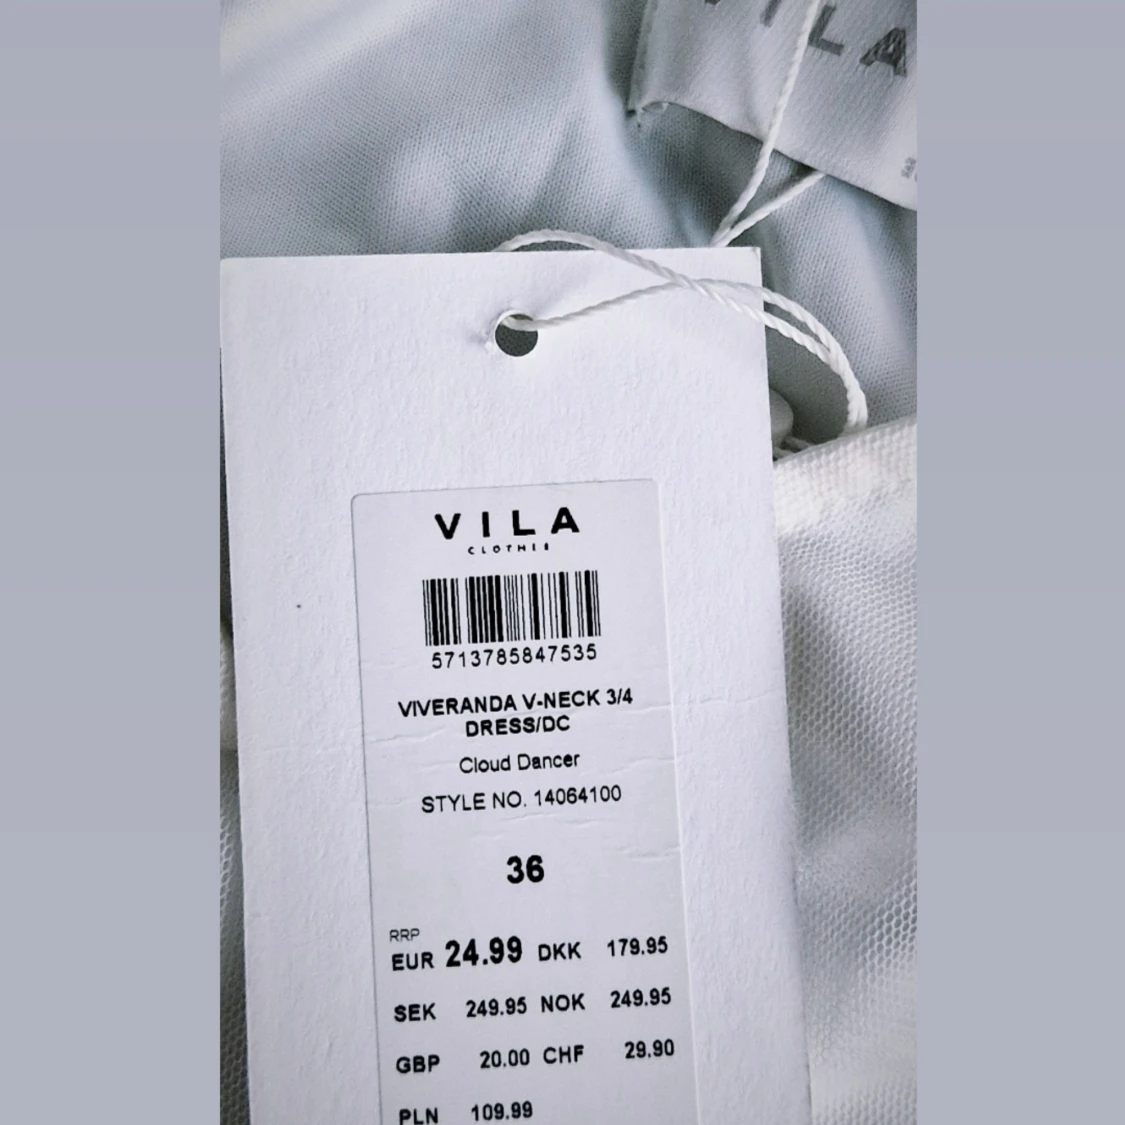 VILA
VILA
CLOTHES
5713785847535
VIVERANDA V-NECK 3/4
DRESS/DC
Cloud Dancer
STYLE NO. 14064100
36
RRP
EUR 24.99 DKK 179.95
SEK 249.95 NOK 249.95
GBP 20.00 CHF 29.90
PLN 109.99